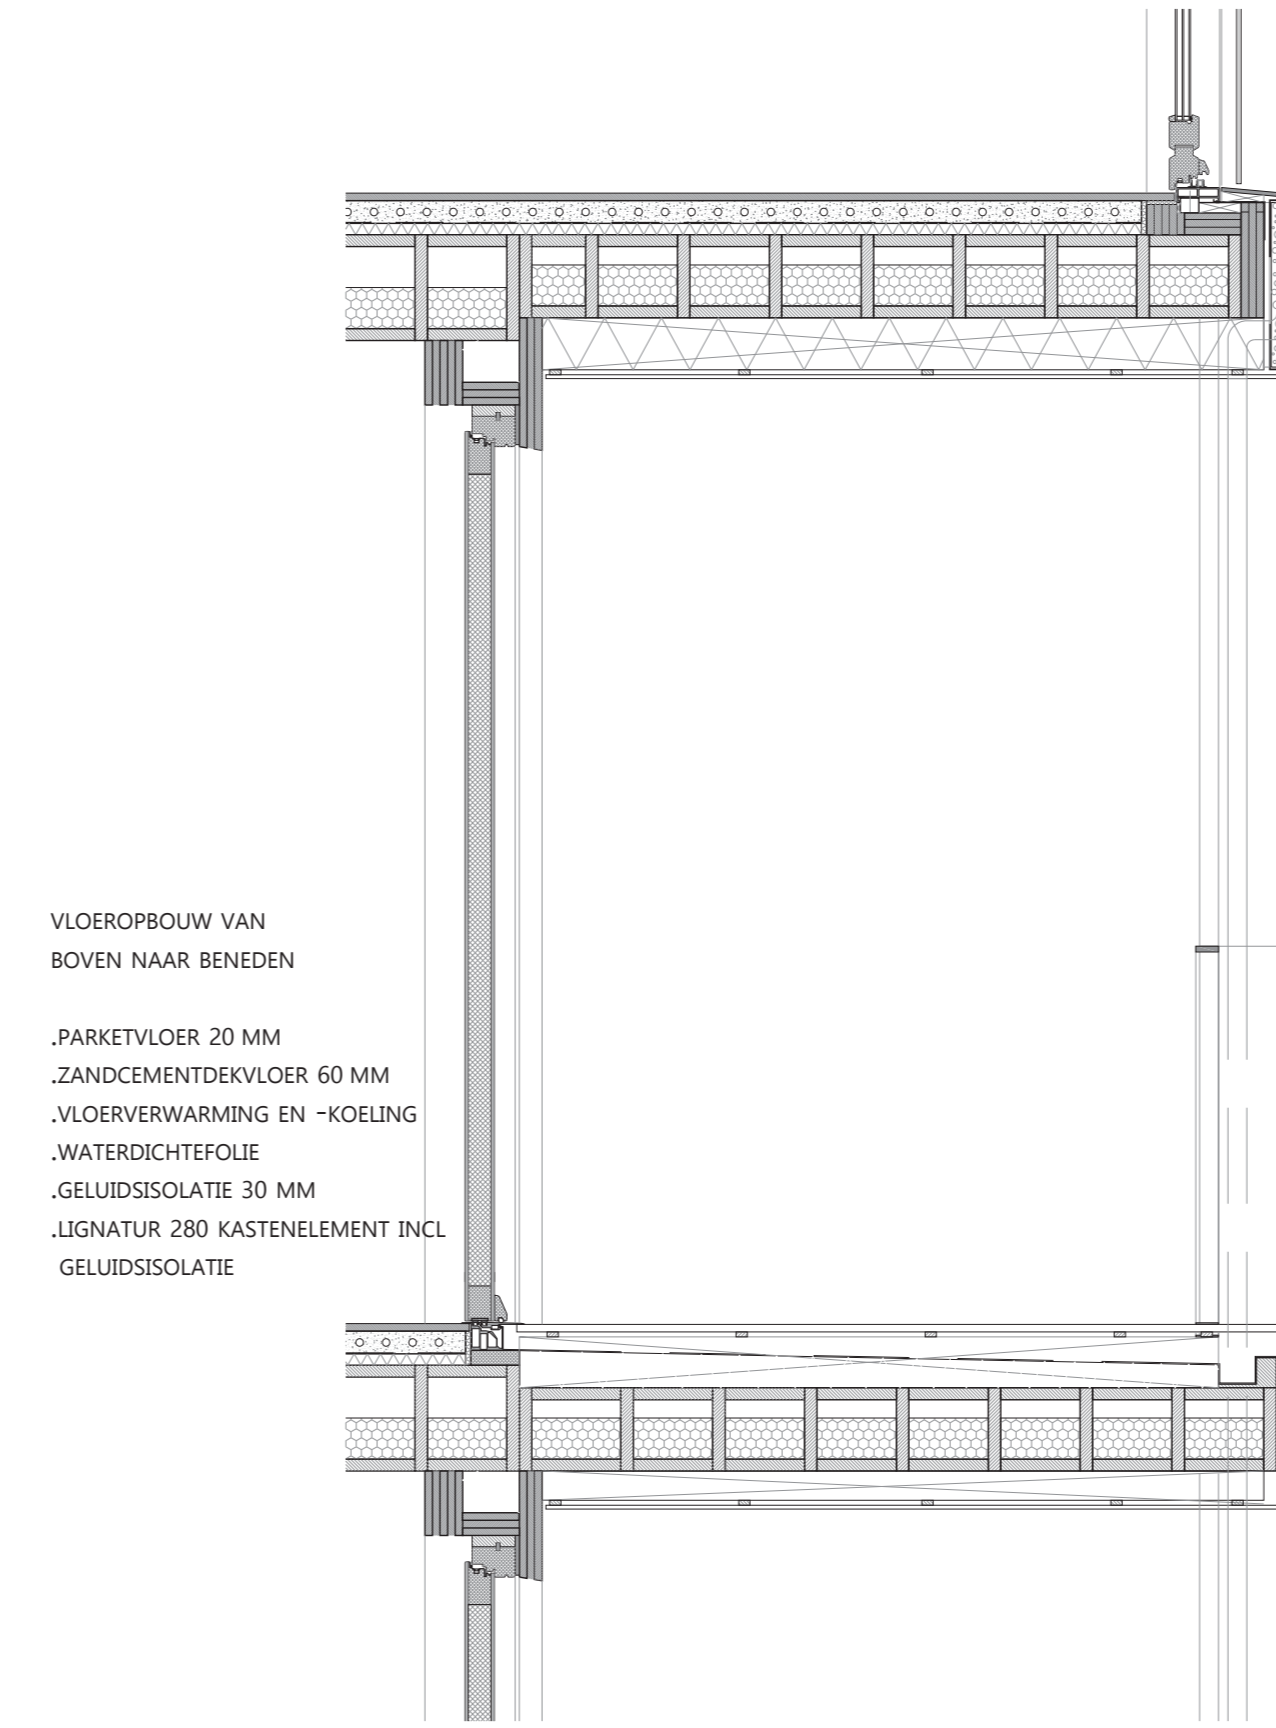 VLOEROPBOUW VAN
BOVEN NAAR BENEDEN
.PARKETVLOER 20 MM
.ZANDCEMENTDEKVLOER 60 MM
.VLOERVERWARMING EN -KOELING
.WATERDICHTEFOLIE
.GELUIDSISOLATIE 30 MM
.LIGNATUR 280 KASTENELEMENT INCL
GELUIDSISOLATIE